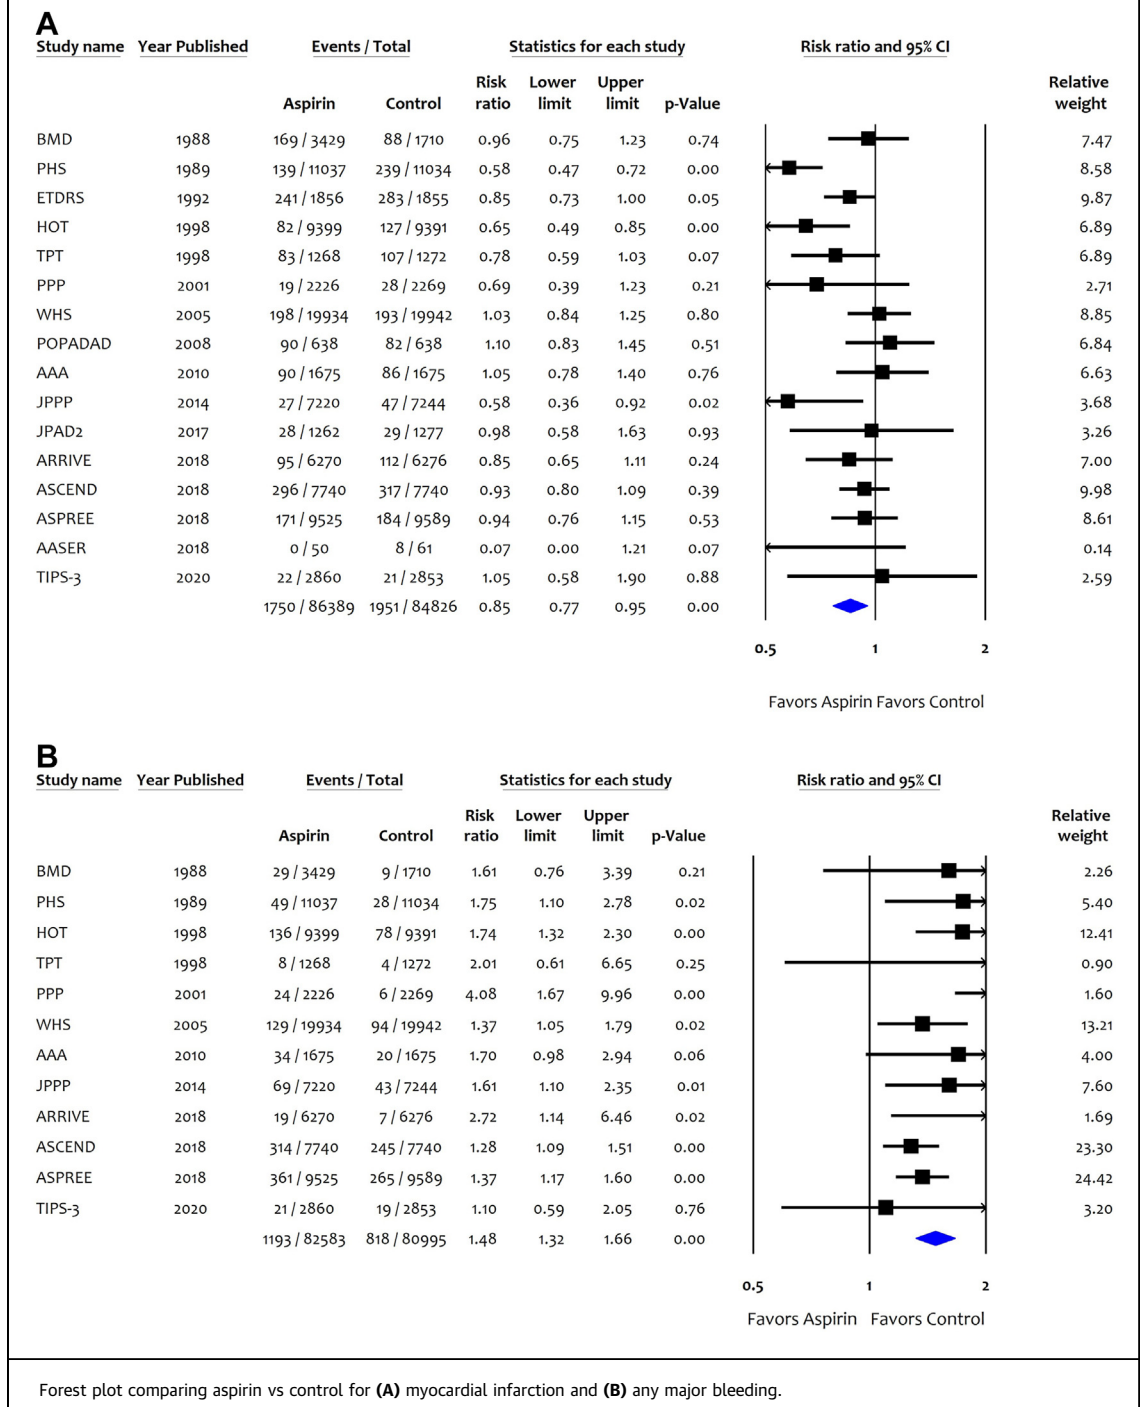 A
Study name Year Published Events / Total Statistics for each study Risk ratio and 95% CI
Risk Lower Upper Relative
Aspirin Control ratio limit limit p-Value weight
BMD 1988 169 / 3429 88 / 1710 0.96 0.75 1.23 0.74 7.47
PHS 1989 139 / 11037 239 / 11034 0.58 0.47 0.72 0.00 8.58
ETDRS 1992 241 / 1856 283 / 1855 0.85 0.73 1.00 0.05 9.87
HOT 1998 82 / 9399 127 / 9391 0.65 0.49 0.85 0.00 6.89
TPT 1998 83 / 1268 107 / 1272 0.78 0.59 1.03 0.07 6.89
PPP 2001 19 / 2226 28 / 2269 0.69 0.39 1.23 0.21 2.71
WHS 2005 198 / 19934 193 / 19942 1.03 0.84 1.25 0.80 8.85
POPADAD 2008 90 / 638 82 / 638 1.10 0.83 1.45 0.51 6.84
AAA 2010 90 / 1675 86 / 1675 1.05 0.78 1.40 0.76 6.63
JPPP 2014 27 / 7220 47 / 7244 0.58 0.36 0.92 0.02 3.68
JPAD2 2017 28 / 1262 29 / 1277 0.98 0.58 1.63 0.93 3.26
ARRIVE 2018 95 / 6270 112 / 6276 0.85 0.65 1.11 0.24 7.00
ASCEND 2018 296 / 7740 317 / 7740 0.93 0.80 1.09 0.39 9.98
ASPREE 2018 171 / 9525 184 / 9589 0.94 0.76 1.15 0.53 8.61
AASER 2018 0 / 50 8 / 61 0.07 0.00 1.21 0.07 0.14
TIPS-3 2020 22 / 2860 21 / 2853 1.05 0.58 1.90 0.88 2.59
1750 / 86389 1951 / 84826 0.85 0.77 0.95 0.00
0.5 1 2
Favors Aspirin Favors Control
B
Study name Year Published Events / Total Statistics for each study Risk ratio and 95% CI
Risk Lower Upper Relative
Aspirin Control ratio limit limit p-Value weight
BMD 1988 29 / 3429 9 / 1710 1.61 0.76 3.39 0.21 2.26
PHS 1989 49 / 11037 28 / 11034 1.75 1.10 2.78 0.02 5.40
HOT 1998 136 / 9399 78 / 9391 1.74 1.32 2.30 0.00 12.41
TPT 1998 8 / 1268 4 / 1272 2.01 0.61 6.65 0.25 0.90
PPP 2001 24 / 2226 6 / 2269 4.08 1.67 9.96 0.00 1.60
WHS 2005 129 / 19934 94 / 19942 1.37 1.05 1.79 0.02 13.21
AAA 2010 34 / 1675 20 / 1675 1.70 0.98 2.94 0.06 4.00
JPPP 2014 69 / 7220 43 / 7244 1.61 1.10 2.35 0.01 7.60
ARRIVE 2018 19 / 6270 7 / 6276 2.72 1.14 6.46 0.02 1.69
ASCEND 2018 314 / 7740 245 / 7740 1.28 1.09 1.51 0.00 23.30
ASPREE 2018 361 / 9525 265 / 9589 1.37 1.17 1.60 0.00 24.42
TIPS-3 2020 21 / 2860 19 / 2853 1.10 0.59 2.05 0.76 3.20
1193 / 82583 818 / 80995 1.48 1.32 1.66 0.00
0.5 1 2
Favors Aspirin Favors Control
Forest plot comparing aspirin vs control for (A) myocardial infarction and (B) any major bleeding.